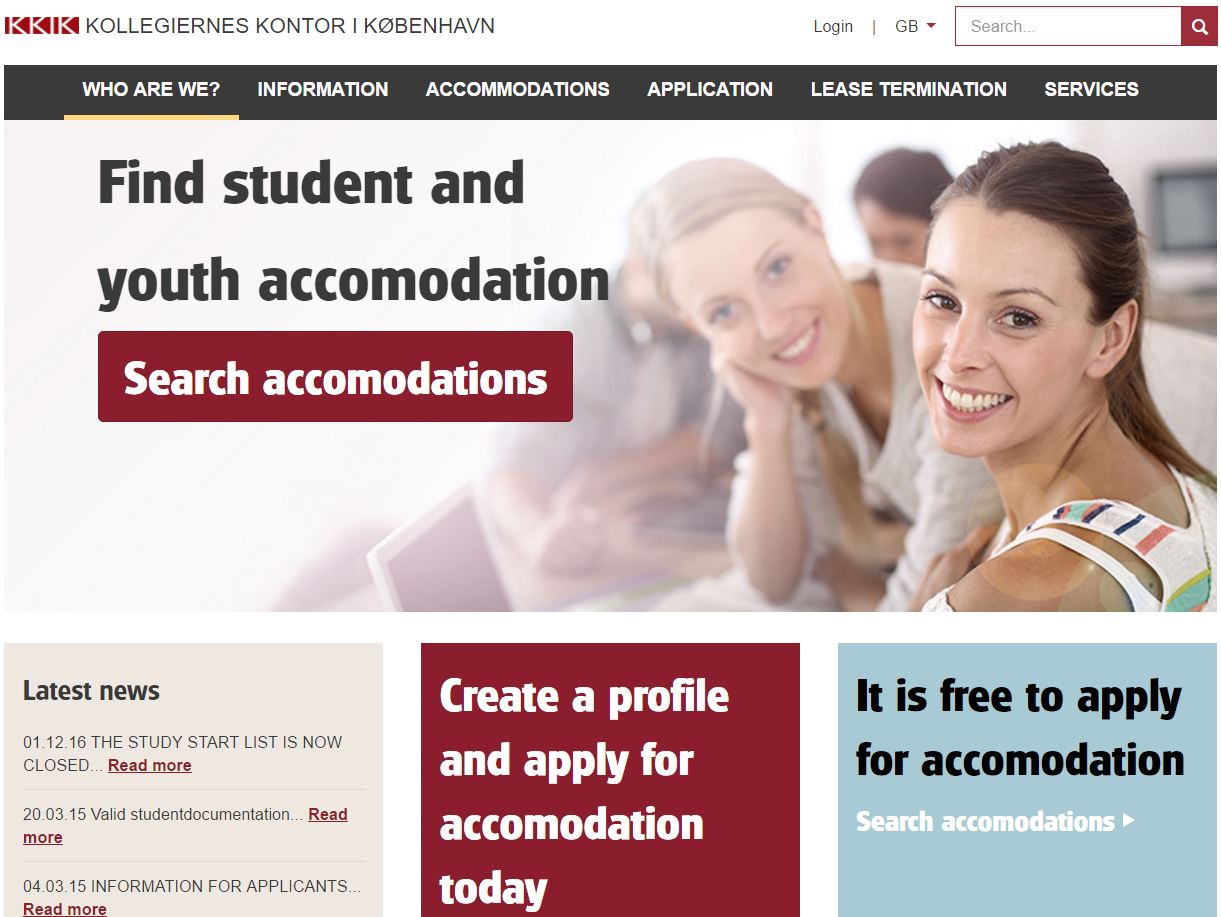 KKIK KOLLEGIERNES KONTOR I KØBENHAVN
Login | GB Search...
WHO ARE WE? INFORMATION ACCOMMODATIONS APPLICATION LEASE TERMINATION SERVICES
Find student and
youth accomodation
Search accomodations
Latest news
01.12.16 THE STUDY START LIST IS NOW
CLOSED... Read more
20.03.15 Valid studentdocumentation... Read
more
04.03.15 INFORMATION FOR APPLICANTS...
Read more
Create a profile
and apply for
accomodation
today
It is free to apply
for accomodation
Search accomodations